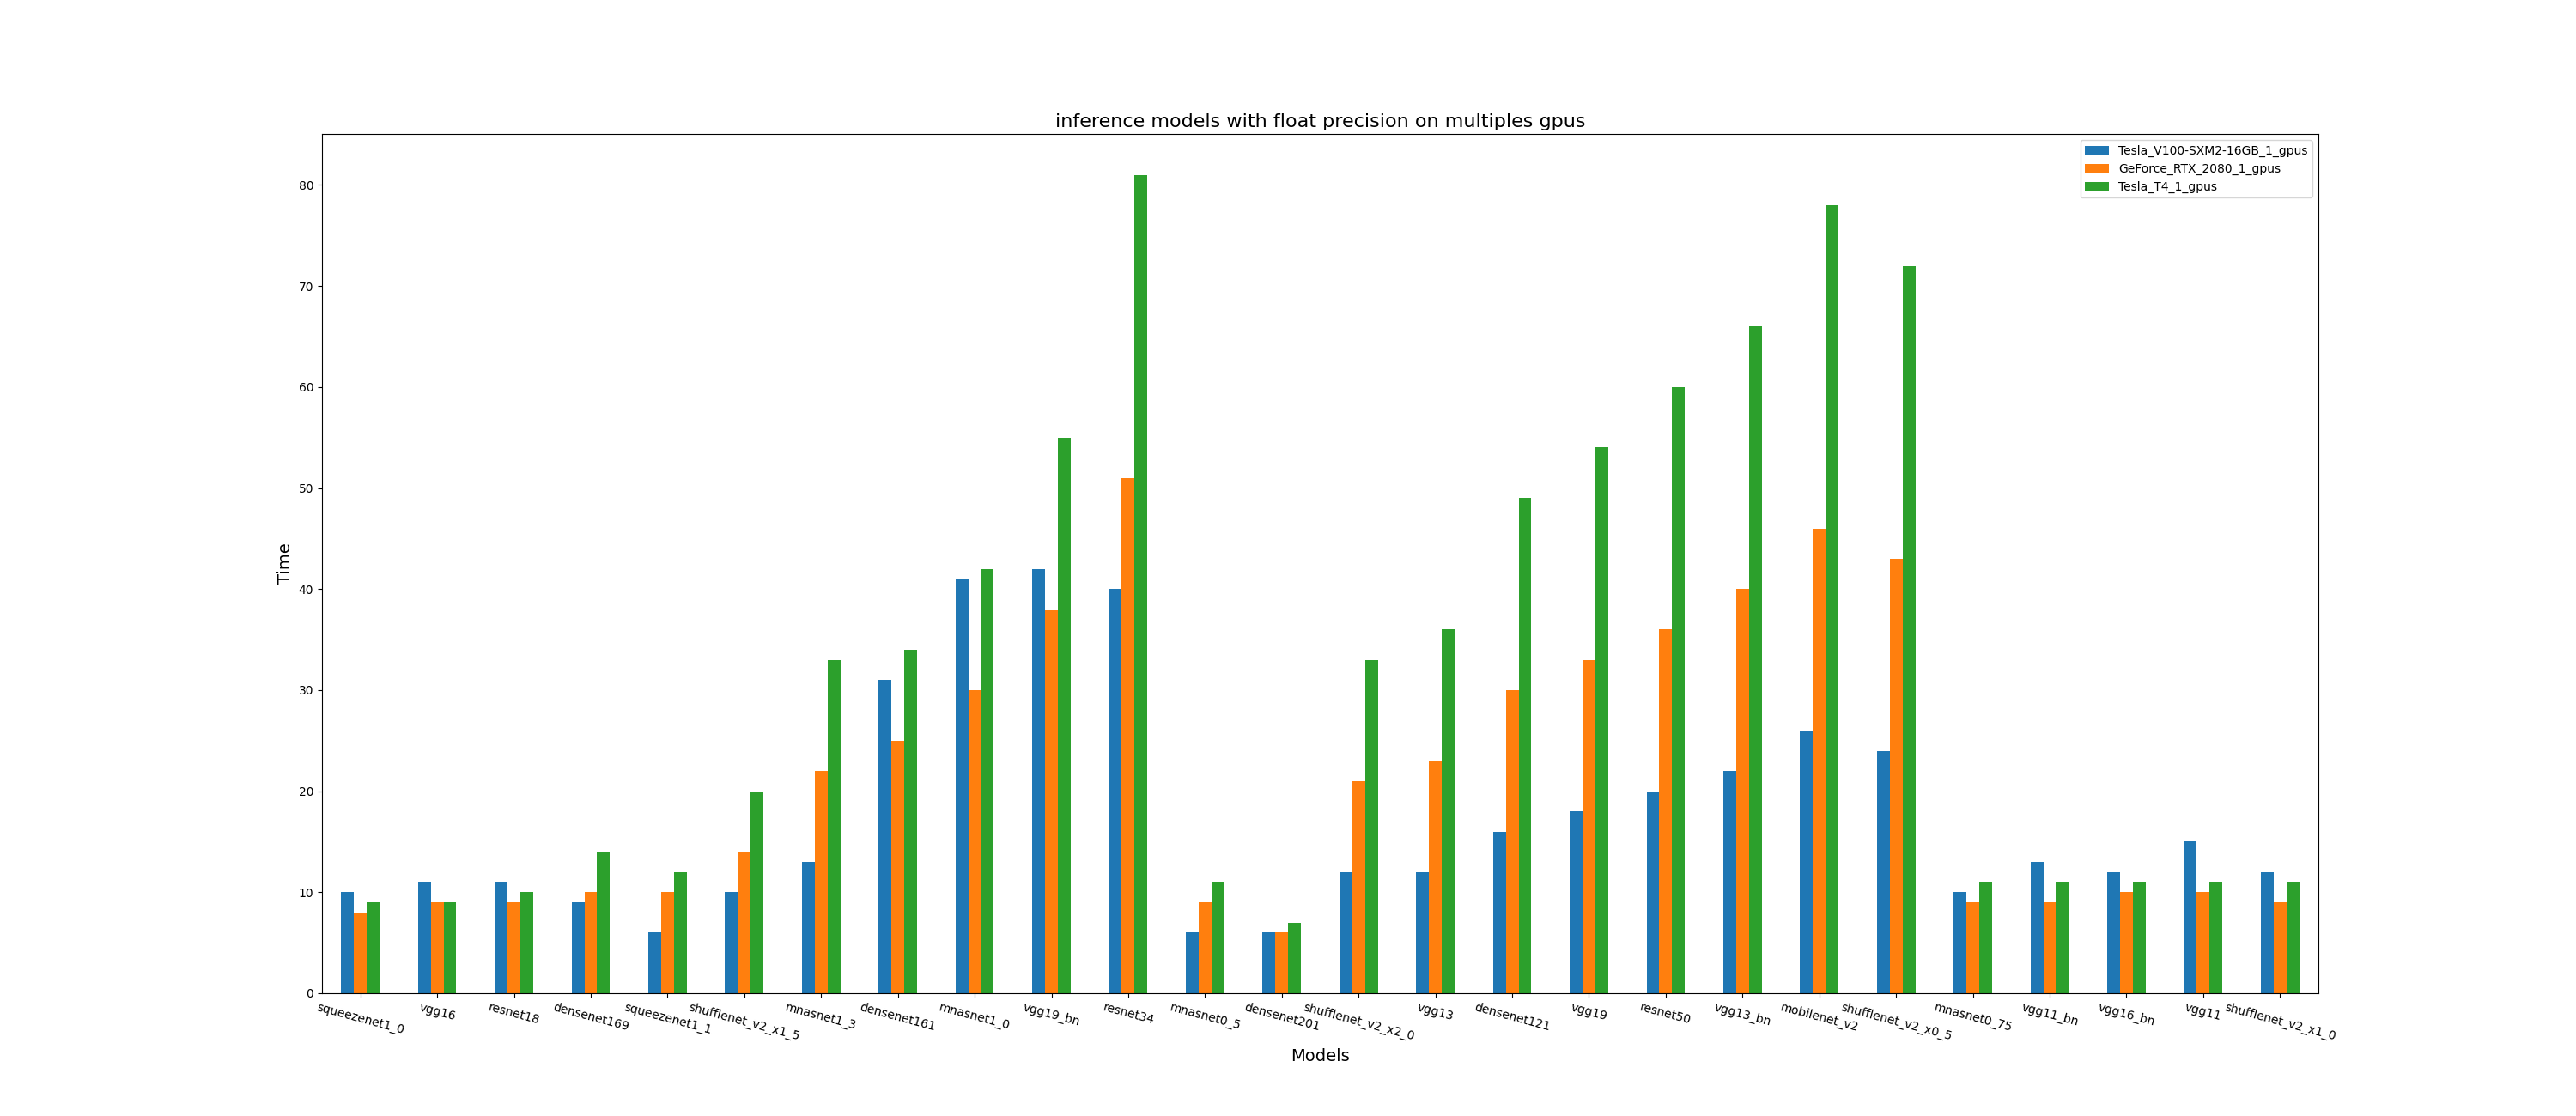 inference models with float precision on multiples gpus
Tesla_V100-SXM2-16GB_1_gpus
GeForce_RTX_2080_1_gpus
Tesla_T4_1_gpus
Time
80
70
60
50
40
30
20
10
0
squeezenet1_0
vgg16
resnet18
densenet169
squeezenet1_1
shufflenet_v2_x1_5
mnasnet1_3
densenet161
mnasnet1_0
vgg19_bn
resnet34
mnasnet0_5
densenet201
shufflenet_v2_x2_0
vgg13
densenet121
vgg19
resnet50
vgg13_bn
mobilenet_v2
shufflenet_v2_x0_5
mnasnet0_75
vgg11_bn
vgg16_bn
vgg11
shufflenet_v2_x1_0
Models